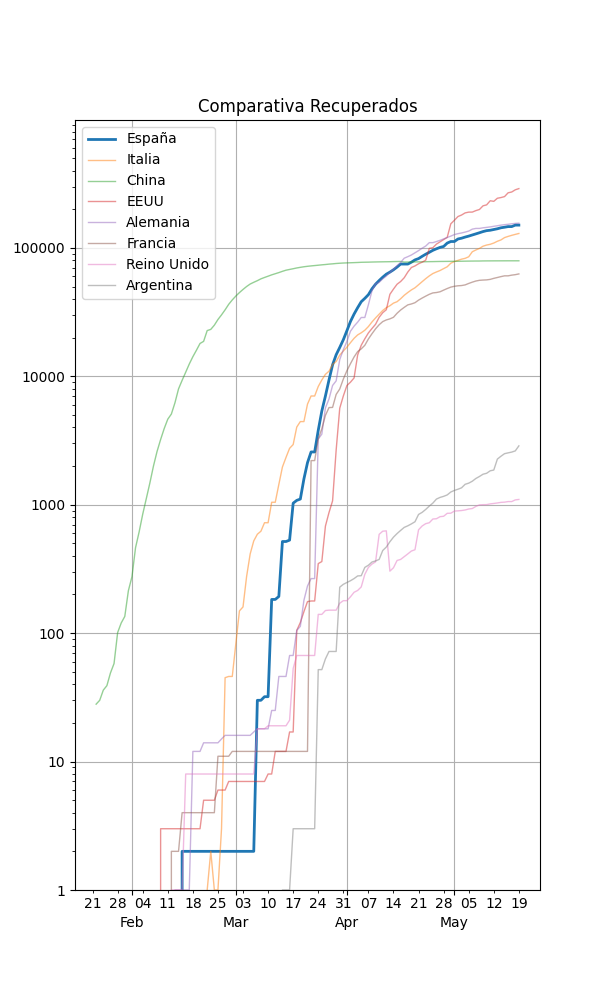 Comparativa Recuperados
España
Italia
China
EEUU
Alemania
Francia
Reino Unido
Argentina
100000
10000
1000
100
10
1
21 28 04 11 18 25 03 10 17 24 31 07 14 21 28 05 12 19
Feb Mar Apr May